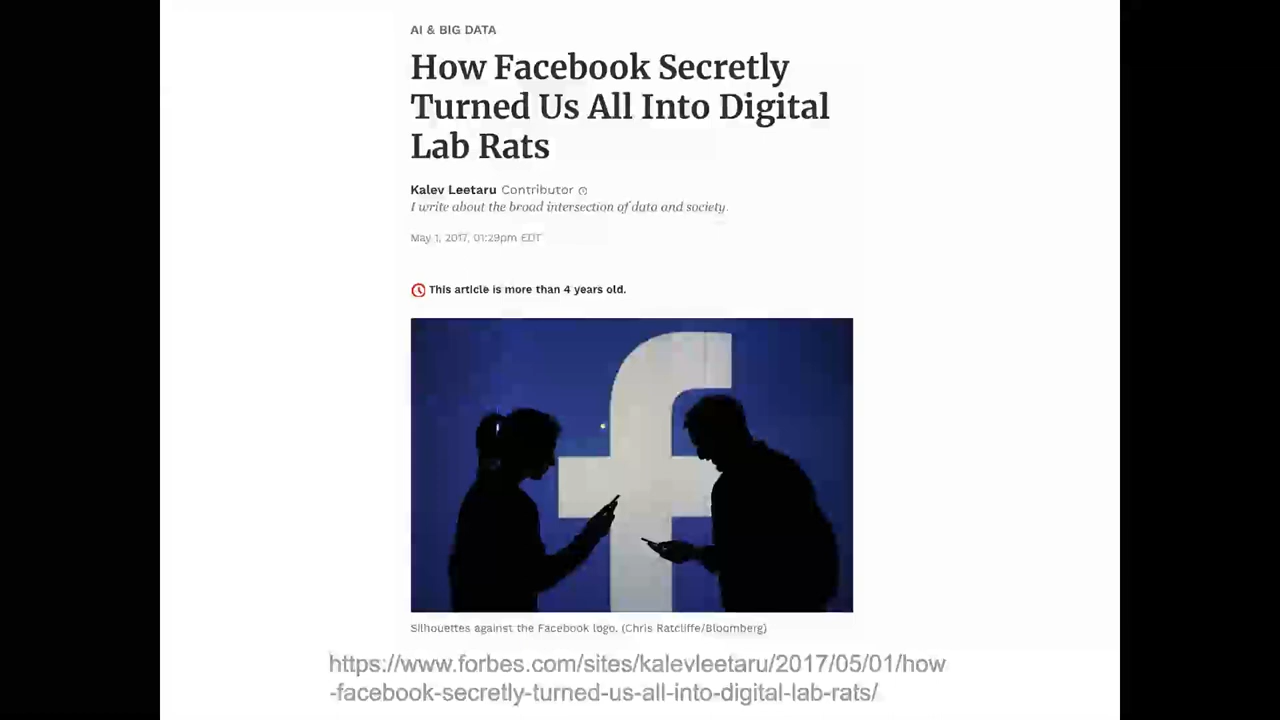 AI & BIG DATA
How Facebook Secretly
Turned Us All Into Digital
Lab Rats
Kalev Leetaru Contributor
I write about the broad intersection of data and society.
May 1, 2017, 01:29pm EDT
This article is more than 4 years old.
f
Silhouettes against the Facebook logo. (Chris Ratcliffe/Bloomberg)
https://www.forbes.com/sites/kalevleetaru/2017/05/01/how
-facebook-secretly-turned-us-all-into-digital-lab-rats/